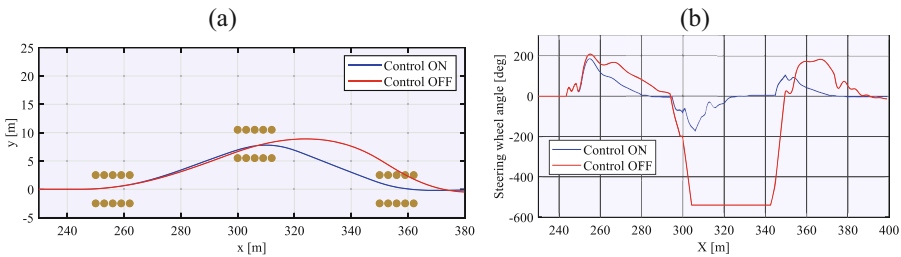 (a)
25
20
15
10
5
0
-5
y [m]
Control ON
Control OFF
240 260 280 300 320 340 360 380
x [m]
(b)
200
0
-200
-400
-600
Steering wheel angle [deg]
Control ON
Control OFF
240 260 280 300 320 340 360 380 400
X [m]